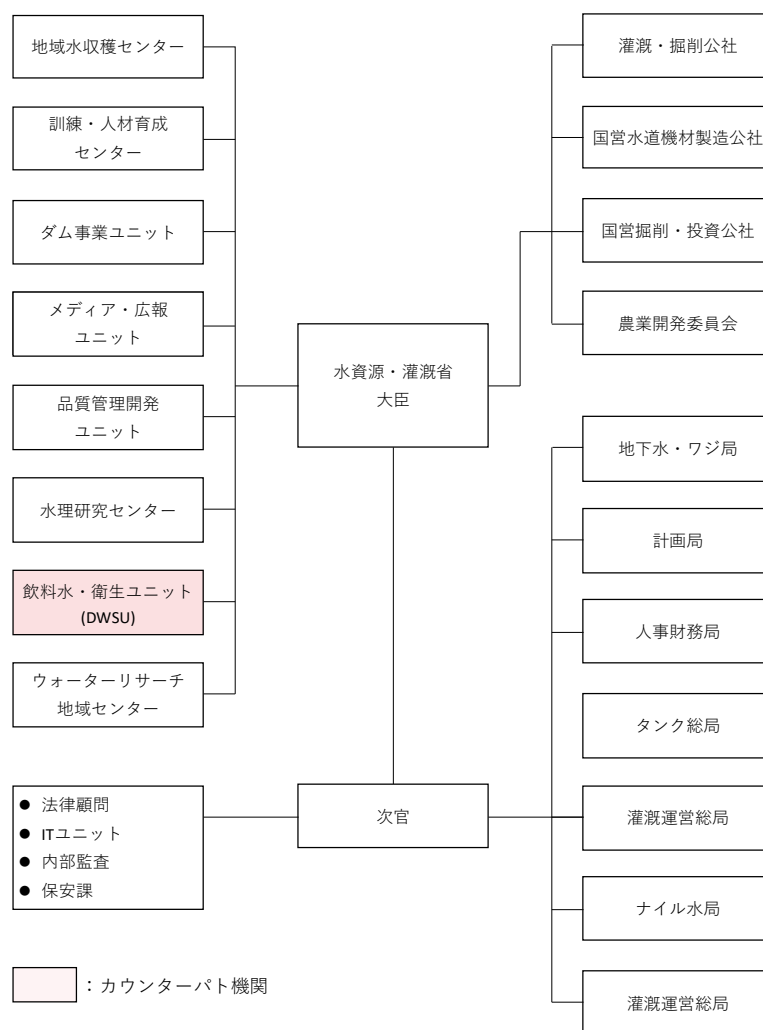 地域水収穫センター
訓練・人材育成
センター
ダム事業ユニット
メディア・広報
ユニット
品質管理開発
ユニット
水理研究センター
飲料水・衛生ユニット
(DWSU)
ウォーターリサーチ
地域センター
● 法律顧問
● ITユニット
● 内部監査
● 保安課
：カウンターパト機関
水資源・灌漑省
大臣
次官
灌漑・掘削公社
国営水道機材製造公社
国営掘削・投資公社
農業開発委員会
地下水・ワジ局
計画局
人事財務局
タンク総局
灌漑運営総局
ナイル水局
灌漑運営総局